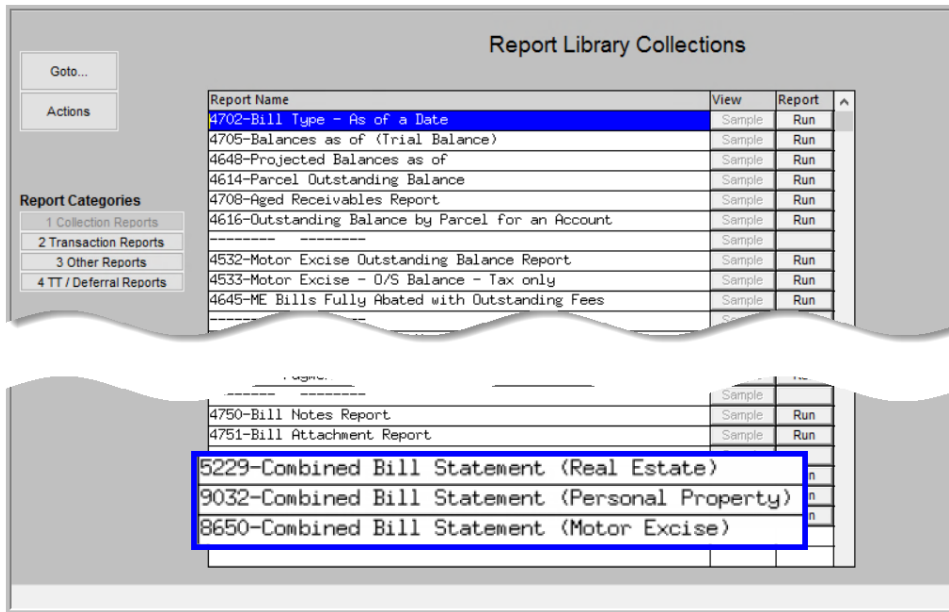 Report Library Collections
Goto...
Actions
Report Name View Report
4702-Bill Type - As of a Date Sample Run
4705-Balances as of (Trial Balance) Sample Run
4648-Projected Balances as of Sample Run
4614-Parcel Outstanding Balance Sample Run
4708-Aged Receivables Report Sample Run
4616-Outstanding Balance by Parcel for an Account Sample Run
-------- -------- Sample
4532-Motor Excise Outstanding Balance Report Sample Run
4533-Motor Excise - O/S Balance - Tax only Sample Run
4645-ME Bills Fully Abated with Outstanding Fees Sample Run
Report Categories
1 Collection Reports
2 Transaction Reports
3 Other Reports
4 TT / Deferral Reports
-------- -------- Sample
4750-Bill Notes Report Sample Run
4751-Bill Attachment Report Sample Run
5229-Combined Bill Statement (Real Estate)
9032-Combined Bill Statement (Personal Property)
8650-Combined Bill Statement (Motor Excise)